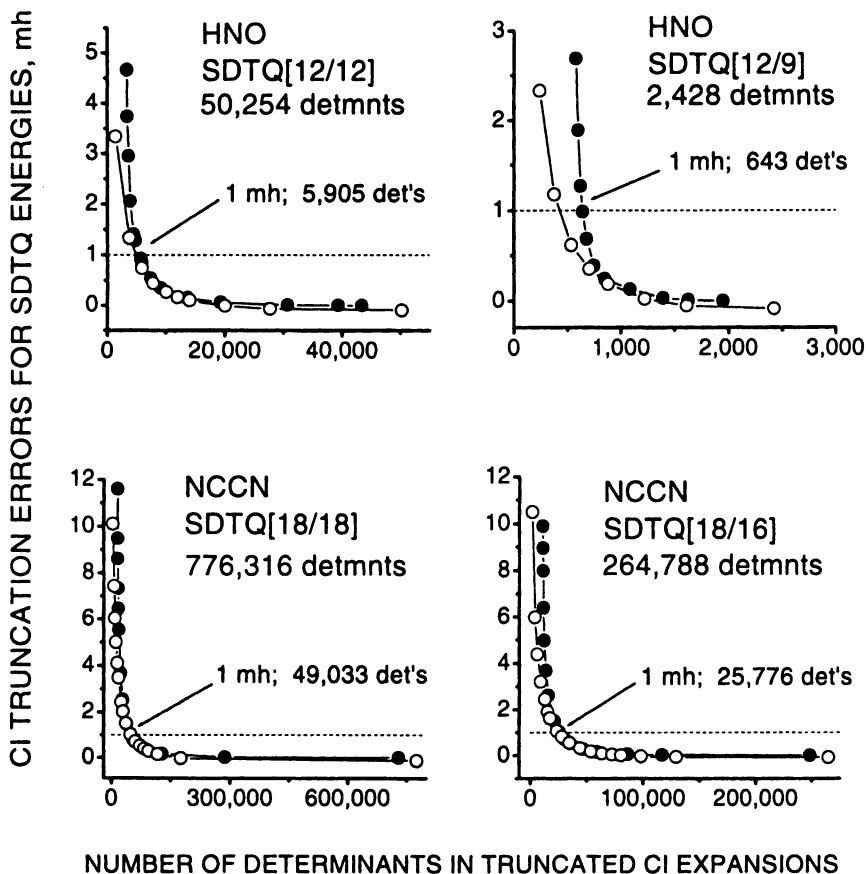 CI TRUNCATION ERRORS FOR SDTQ ENERGIES, mh
HNO
SDTQ[12/12]
50,254 detmnts
1 mh; 5,905 det's
5
4
3
2
1
0
0
20,000
40,000
HNO
SDTQ[12/9]
2,428 detmnts
1 mh; 643 det's
3
2
1
0
0
1,000
2,000
3,000
NCCN
SDTQ[18/18]
776,316 detmnts
1 mh; 49,033 det's
12
10
8
6
4
2
0
0
300,000
600,000
NCCN
SDTQ[18/16]
264,788 detmnts
1 mh; 25,776 det's
12
10
8
6
4
2
0
0
100,000
200,000
NUMBER OF DETERMINANTS IN TRUNCATED CI EXPANSIONS